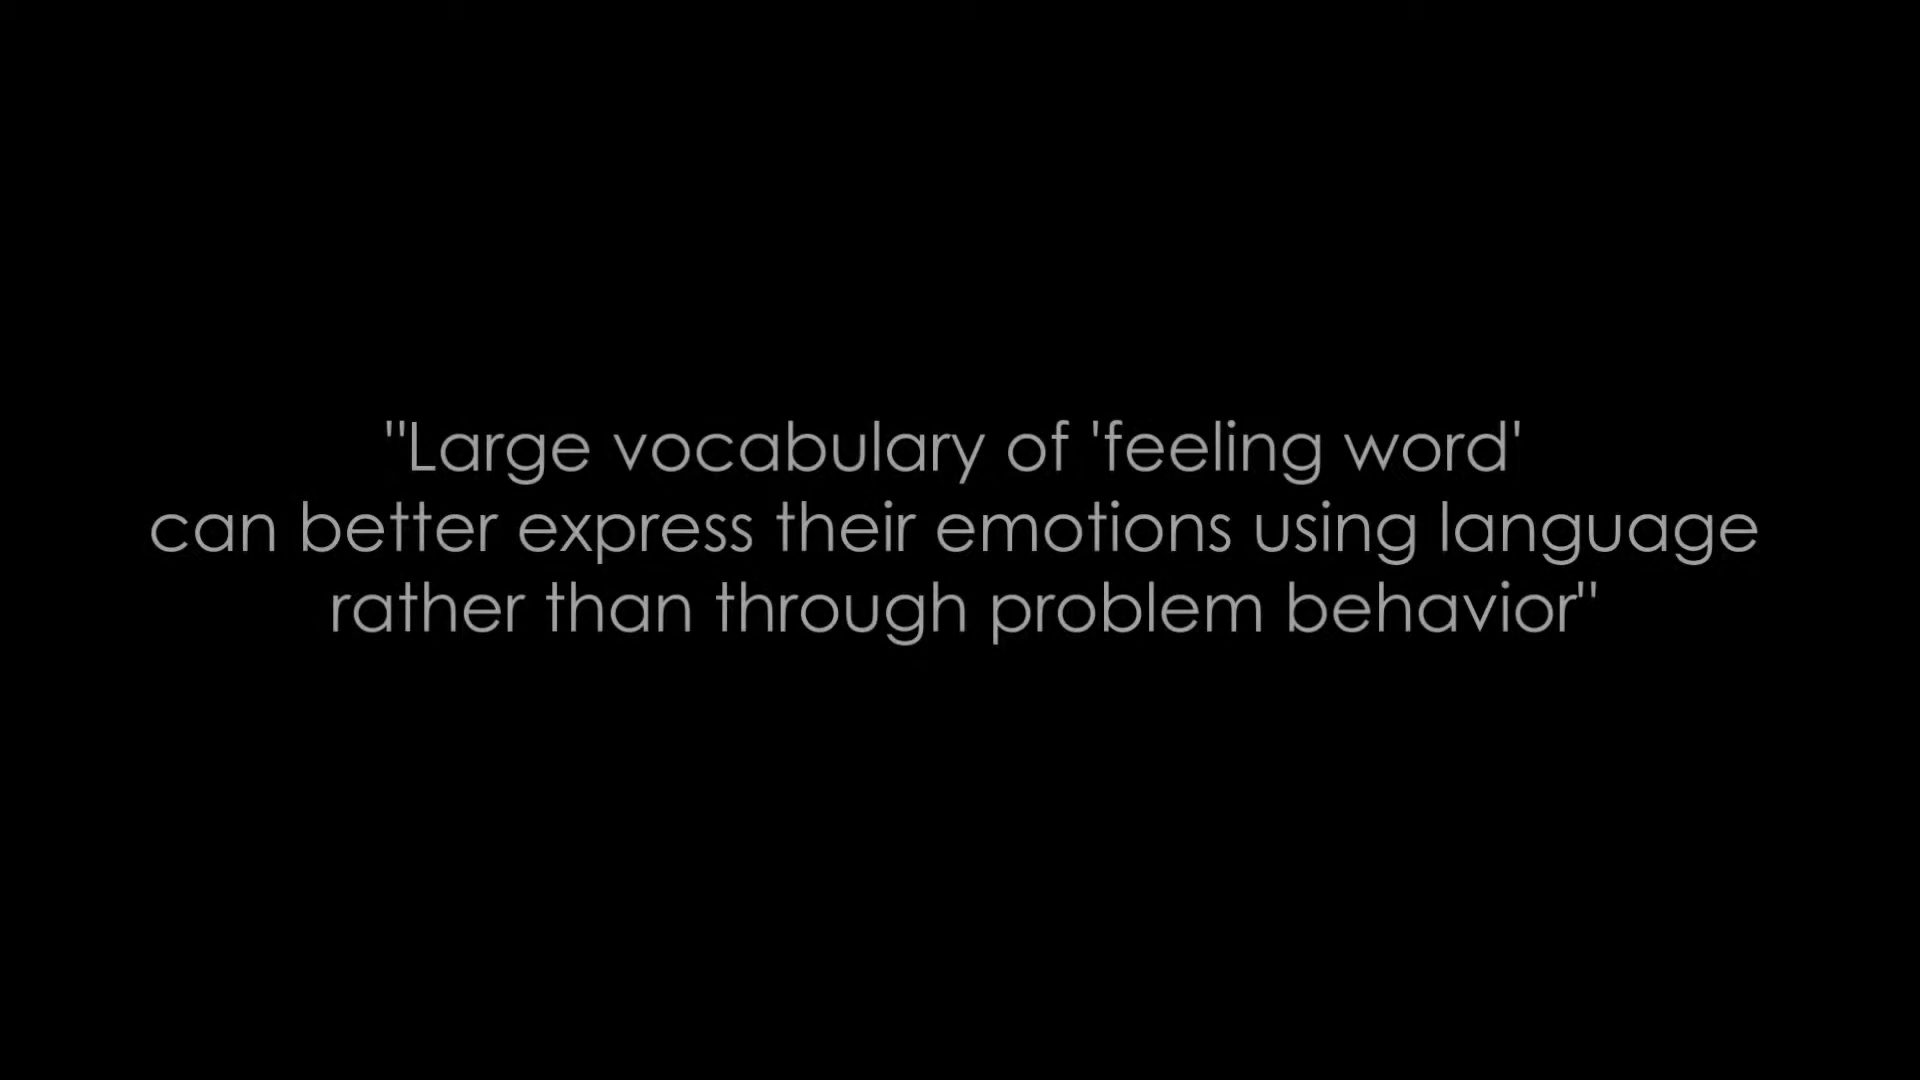 "Large vocabulary of 'feeling word'
can better express their emotions using language
rather than through problem behavior"